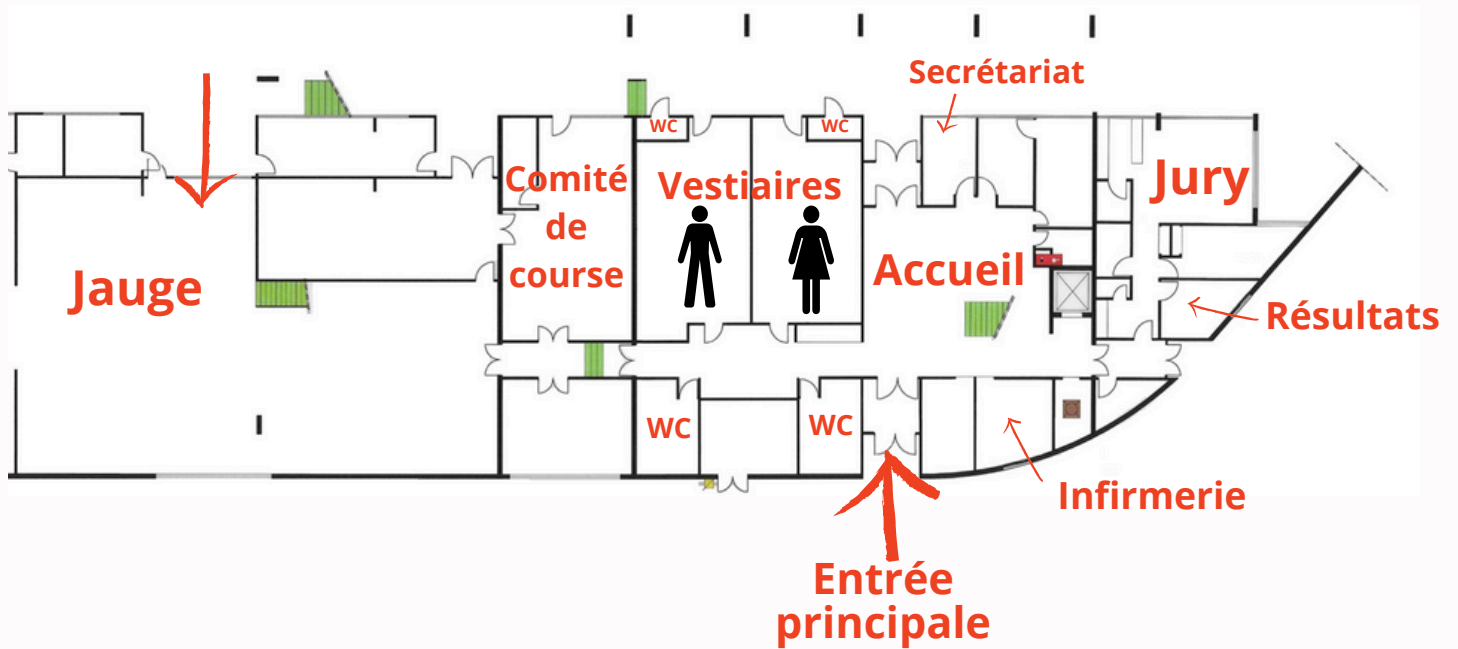 Secrétariat
WC
WC
Comité
de
course
Vestiaires
Jury
Jauge
Accueil
Résultats
WC
WC
Infirmerie
Entrée
principale